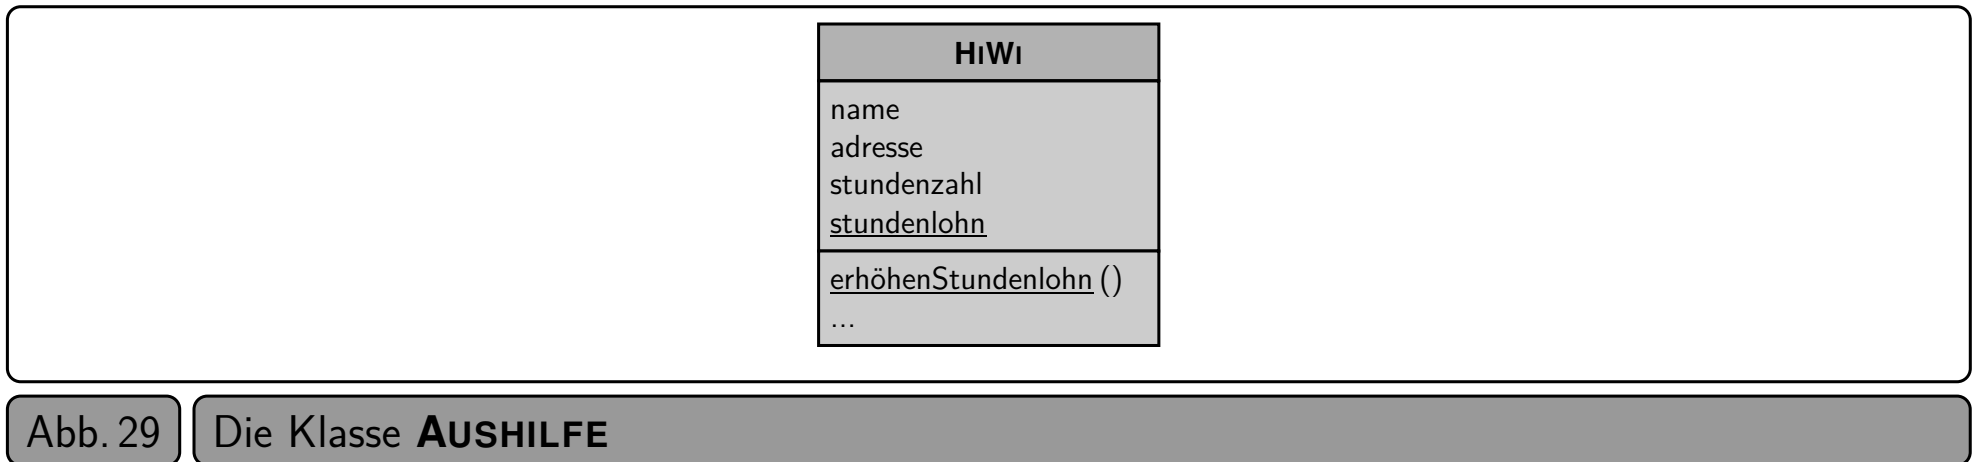 HIWI
name
adresse
stundenzahl
stundenlohn
erhöhenStundenlohn ()
...
Abb. 29 Die Klasse AUSHILFE